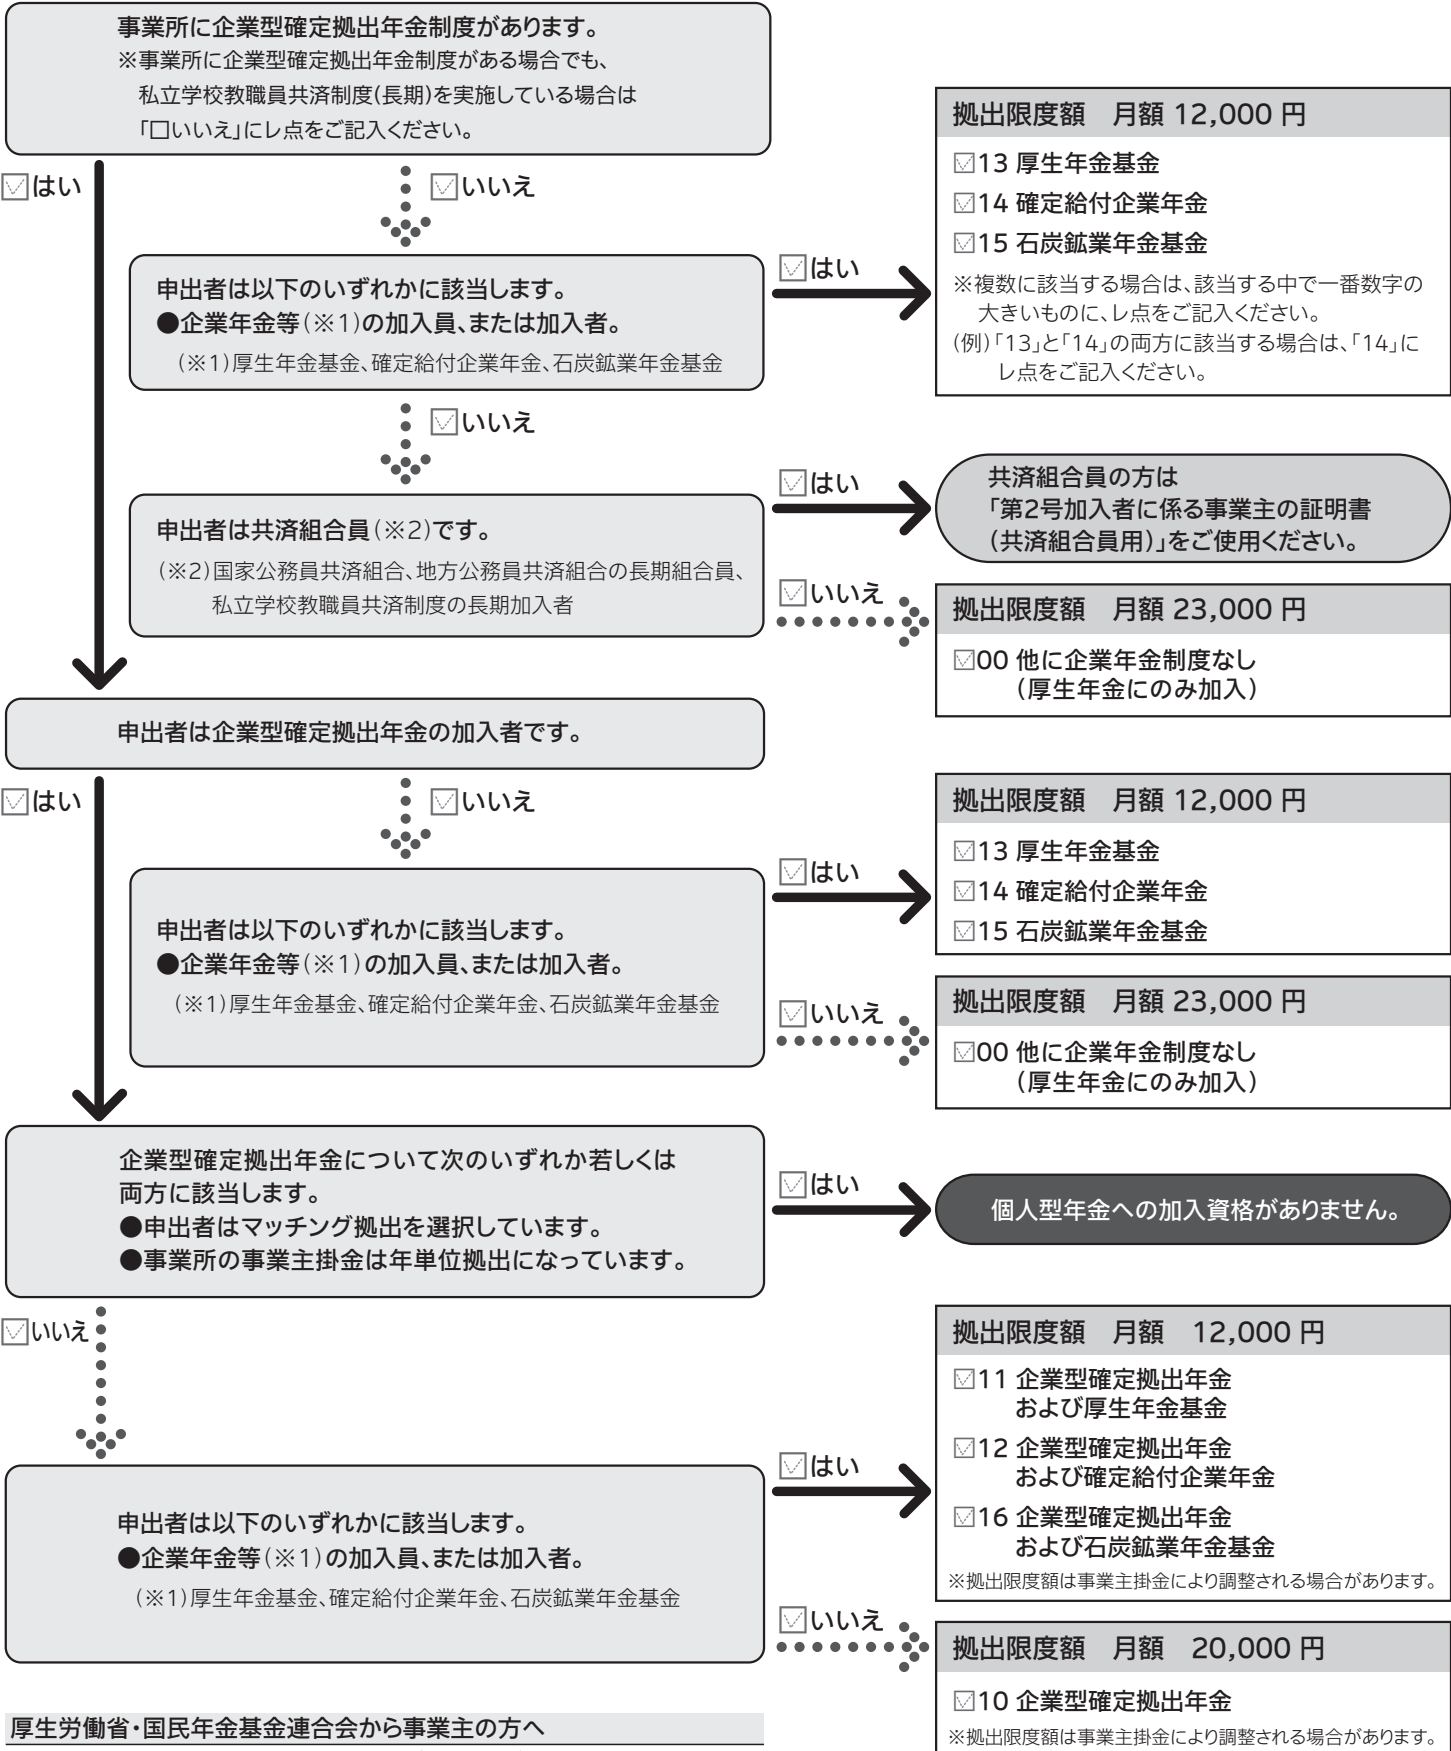 事業所に企業型確定拠出年金制度があります。
※事業所に企業型確定拠出年金制度がある場合でも、
私立学校教職員共済制度(長期)を実施している場合は
「□いいえ」にレ点をご記入ください。
はい
いいえ
申出者は以下のいずれかに該当します。
●企業年金等(※1)の加入員、または加入者。
(※1)厚生年金基金、確定給付企業年金、石炭鉱業年金基金
はい
拠出限度額 月額 12,000 円
13 厚生年金基金
14 確定給付企業年金
15 石炭鉱業年金基金
※複数に該当する場合は、該当する中で一番数字の
大きいものに、レ点をご記入ください。
(例)「13」と「14」の両方に該当する場合は、「14」に
レ点をご記入ください。
いいえ
申出者は共済組合員(※2)です。
(※2)国家公務員共済組合、地方公務員共済組合の長期組合員、
私立学校教職員共済制度の長期加入者
はい
共済組合員の方は
「第2号加入者に係る事業主の証明書
(共済組合員用)」をご使用ください。
いいえ
拠出限度額 月額 23,000 円
00 他に企業年金制度なし
(厚生年金にのみ加入)
申出者は企業型確定拠出年金の加入者です。
はい
いいえ
申出者は以下のいずれかに該当します。
●企業年金等(※1)の加入員、または加入者。
(※1)厚生年金基金、確定給付企業年金、石炭鉱業年金基金
はい
拠出限度額 月額 12,000 円
13 厚生年金基金
14 確定給付企業年金
15 石炭鉱業年金基金
いいえ
拠出限度額 月額 23,000 円
00 他に企業年金制度なし
(厚生年金にのみ加入)
企業型確定拠出年金について次のいずれか若しくは
両方に該当します。
●申出者はマッチング拠出を選択しています。
●事業所の事業主掛金は年単位拠出になっています。
はい
個人型年金への加入資格がありません。
いいえ
申出者は以下のいずれかに該当します。
●企業年金等(※1)の加入員、または加入者。
(※1)厚生年金基金、確定給付企業年金、石炭鉱業年金基金
はい
拠出限度額 月額 12,000 円
11 企業型確定拠出年金
および厚生年金基金
12 企業型確定拠出年金
および確定給付企業年金
16 企業型確定拠出年金
および石炭鉱業年金基金
※拠出限度額は事業主掛金により調整される場合があります。
いいえ
拠出限度額 月額 20,000 円
10 企業型確定拠出年金
※拠出限度額は事業主掛金により調整される場合があります。
厚生労働省・国民年金基金連合会から事業主の方へ